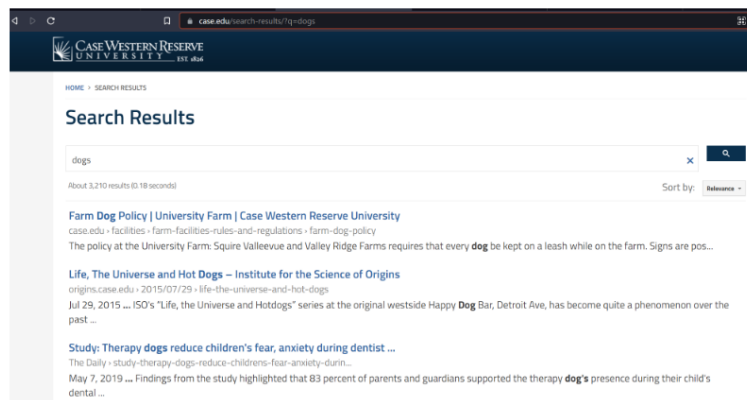 case.edu/search-results/?q=dogs
CASE WESTERN RESERVE
UNIVERSITY EST. 1826
HOME > SEARCH RESULTS
Search Results
dogs
About 3,210 results (0.18 seconds)
Sort by: Relevance
Farm Dog Policy | University Farm | Case Western Reserve University
case.edu › facilities › farm-facilities-rules-and-regulations › farm-dog-policy
The policy at the University Farm: Squire Valleevue and Valley Ridge Farms requires that every dog be kept on a leash while on the farm. Signs are pos...
Life, The Universe and Hot Dogs – Institute for the Science of Origins
origins.case.edu › 2015/07/29 › life-the-universe-and-hot-dogs
Jul 29, 2015 ... ISO's "Life, the Universe and Hotdogs" series at the original westside Happy Dog Bar, Detroit Ave, has become quite a phenomenon over the
past ...
Study: Therapy dogs reduce children's fear, anxiety during dentist ...
The Daily › study-therapy-dogs-reduce-childrens-fear-anxiety-durin...
May 7, 2019 ... Findings from the study highlighted that 83 percent of parents and guardians supported the therapy dog's presence during their child's
dental ...